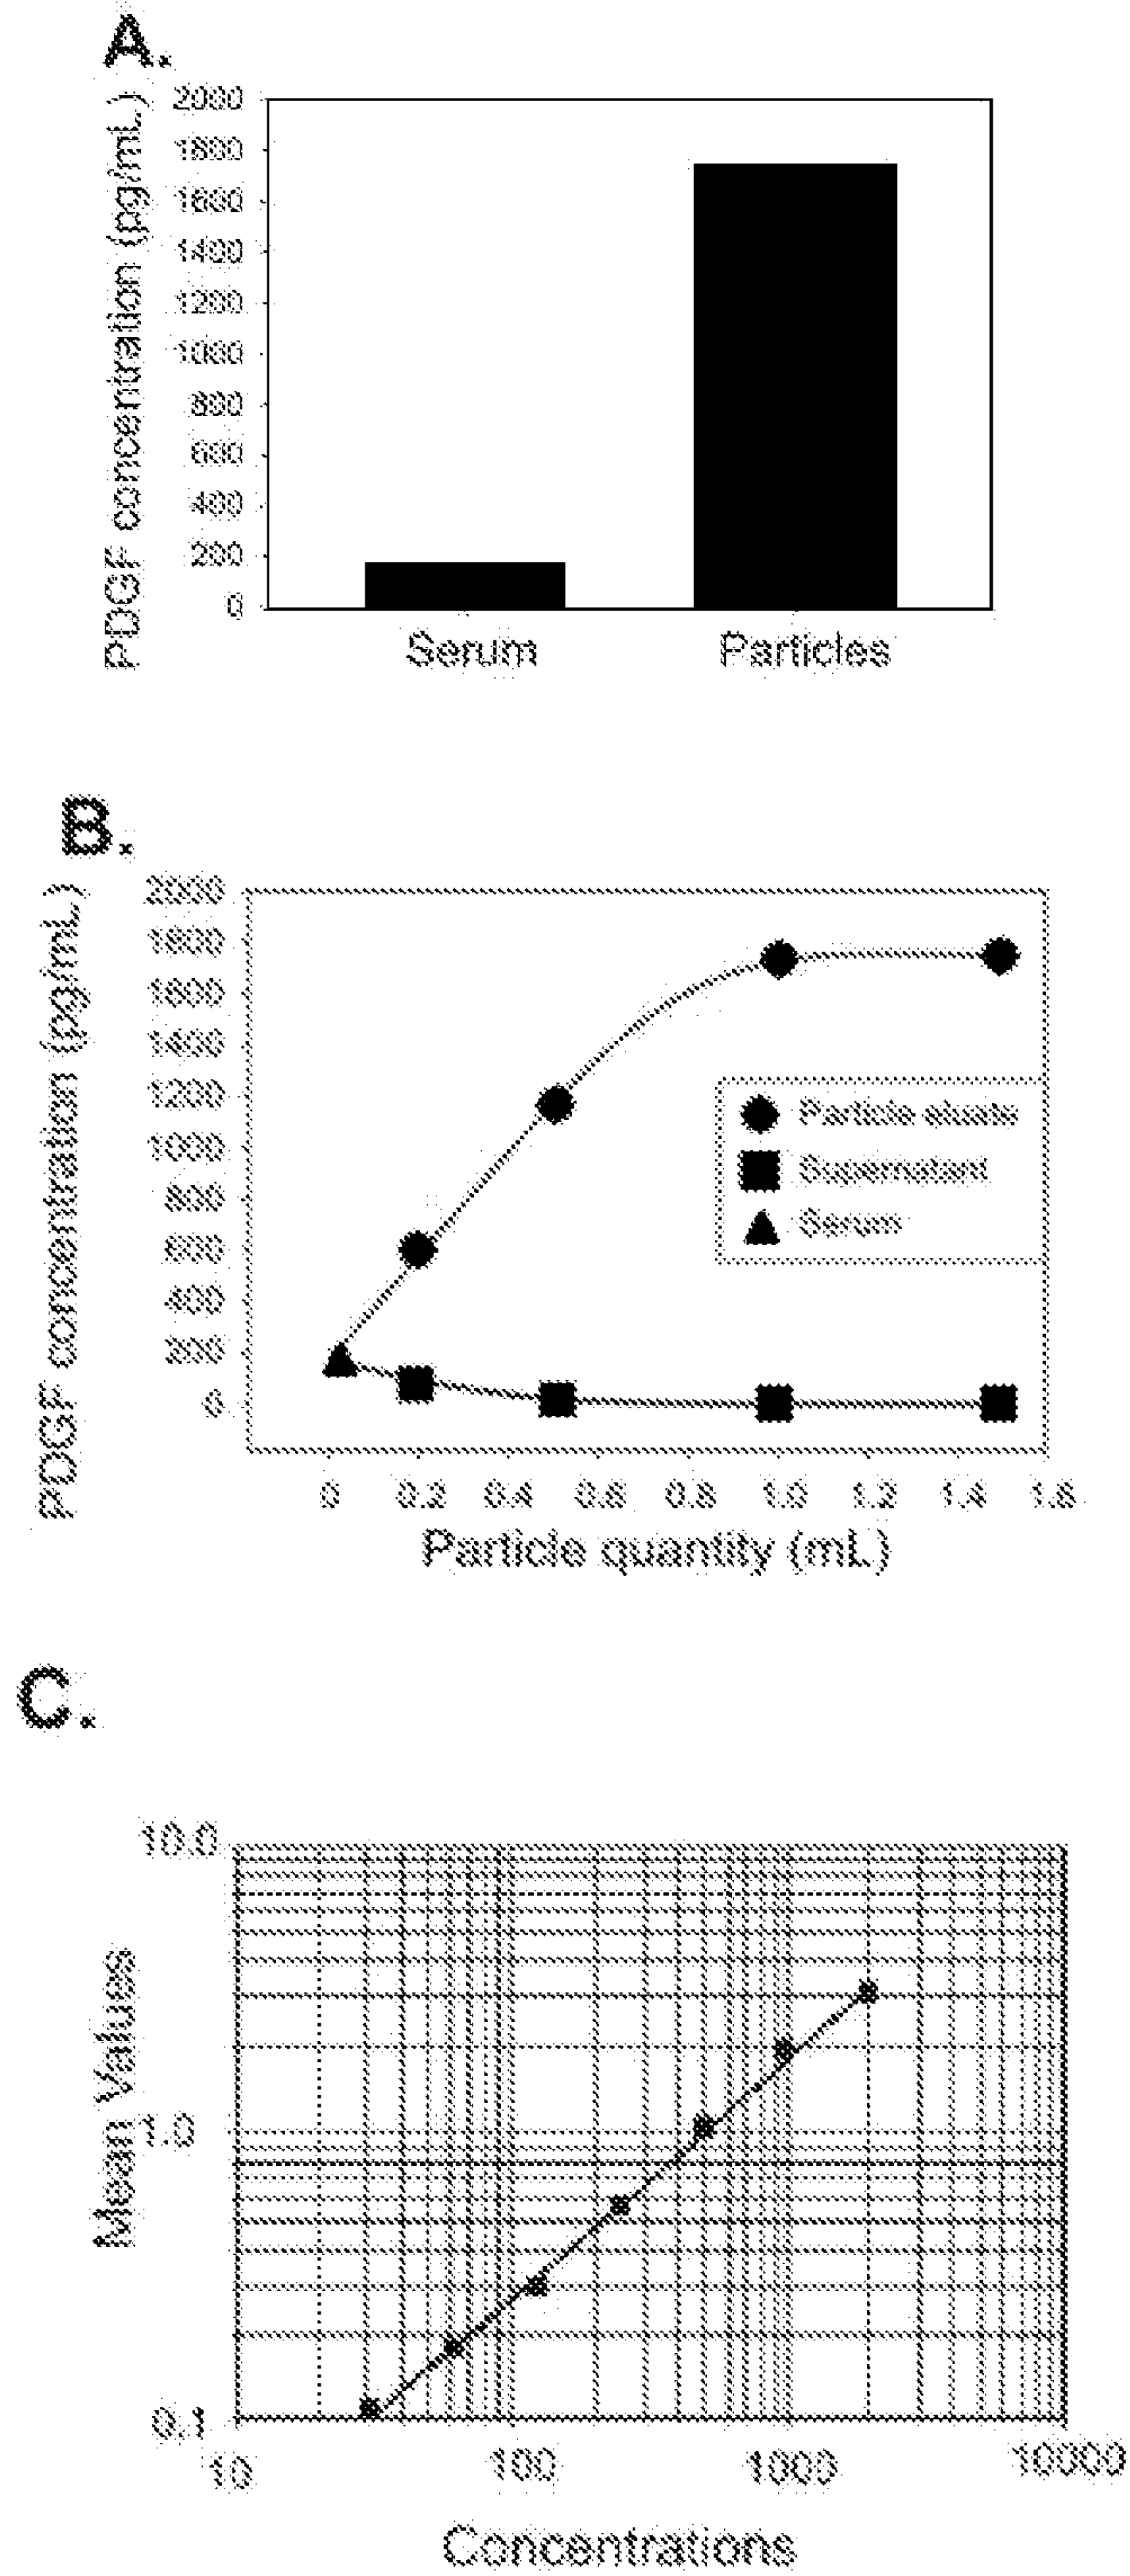 A.
PDGF concentration (pg/mL)
2000
1800
1600
1400
1200
1000
800
600
400
200
0
Serum
Particles
B.
PDGF concentration (pg/mL)
2000
1800
1600
1400
1200
1000
800
600
400
200
0
Particle eluate
Supernatant
Serum
0 0.2 0.4 0.6 0.8 1.0 1.2 1.4 1.6
Particle quantity (mL)
C.
Mean Values
10.0
1.0
0.1
10 100 1000 10000
Concentrations